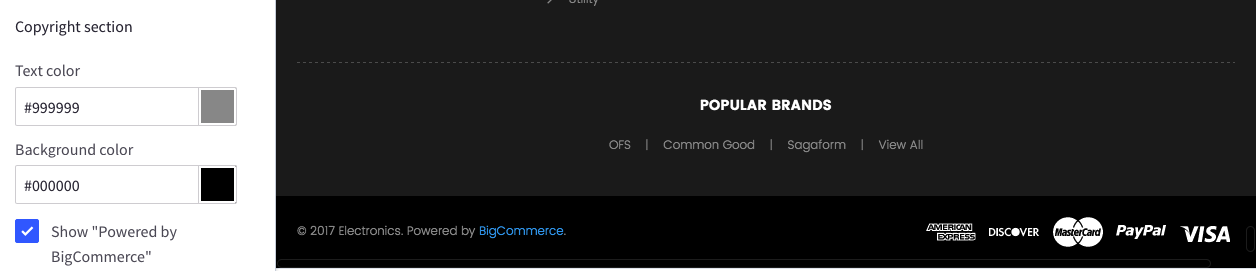 Copyright section
Text color
#999999
Background color
#000000
Show "Powered by
BigCommerce"
Utility
POPULAR BRANDS
OFS | Common Good | Sagaform | View All
© 2017 Electronics. Powered by BigCommerce.
AMERICAN EXPRESS
DISCOVER
MasterCard
PayPal
VISA